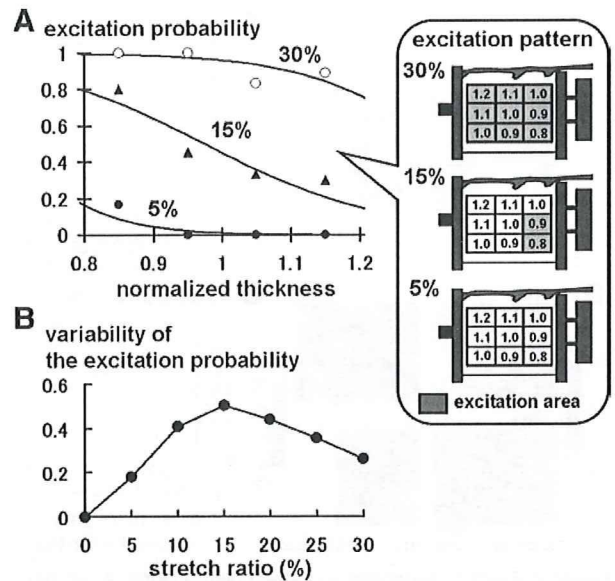 A excitation probability
1
0.8
0.6
0.4
0.2
0
30%
15%
5%
0.8 0.9 1 1.1 1.2
normalized thickness
excitation pattern
30%
1.2 1.1 1.0
1.1 1.0 0.9
1.0 0.9 0.8
15%
1.2 1.1 1.0
1.1 1.0 0.9
1.0 0.9 0.8
5%
1.2 1.1 1.0
1.1 1.0 0.9
1.0 0.9 0.8
excitation area
B variability of
the excitation probability
0.6
0.4
0.2
0
0 5 10 15 20 25 30
stretch ratio (%)